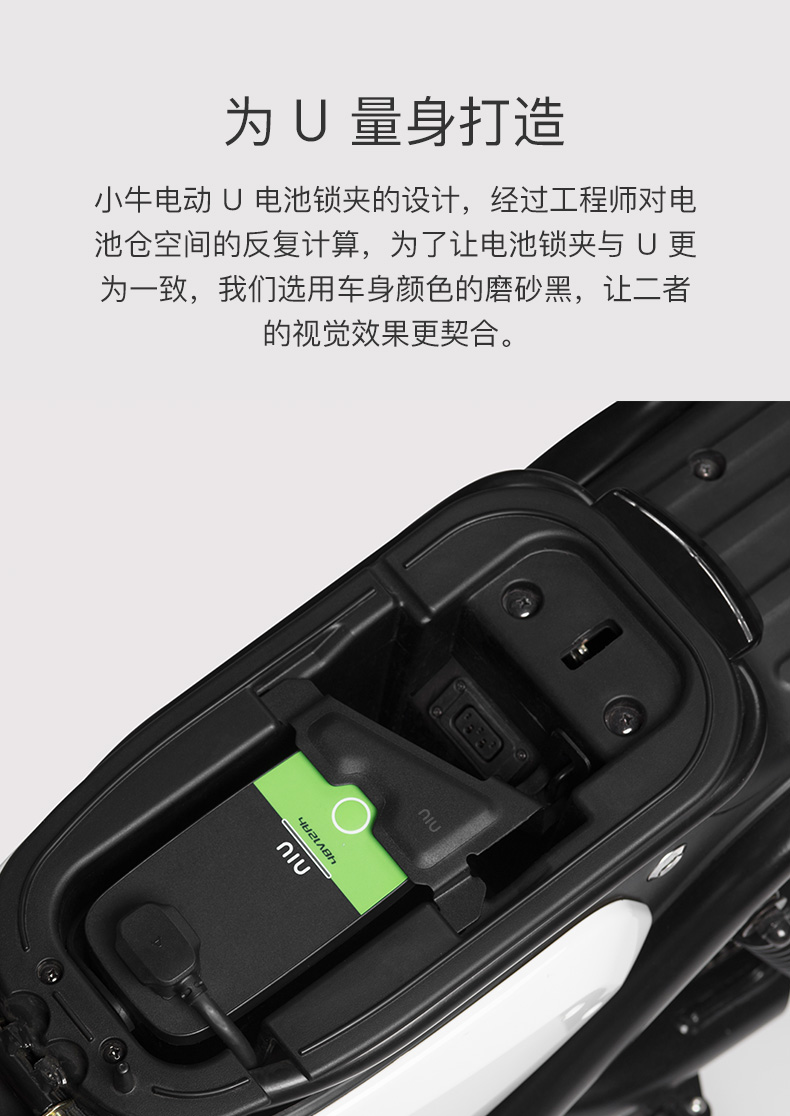 为 U 量身打造
小牛电动 U 电池锁夹的设计，经过工程师对电
池仓空间的反复计算，为了让电池锁夹与 U 更
为一致，我们选用车身颜色的磨砂黑，让二者
的视觉效果更契合。
NIU
48V12AH
NIU